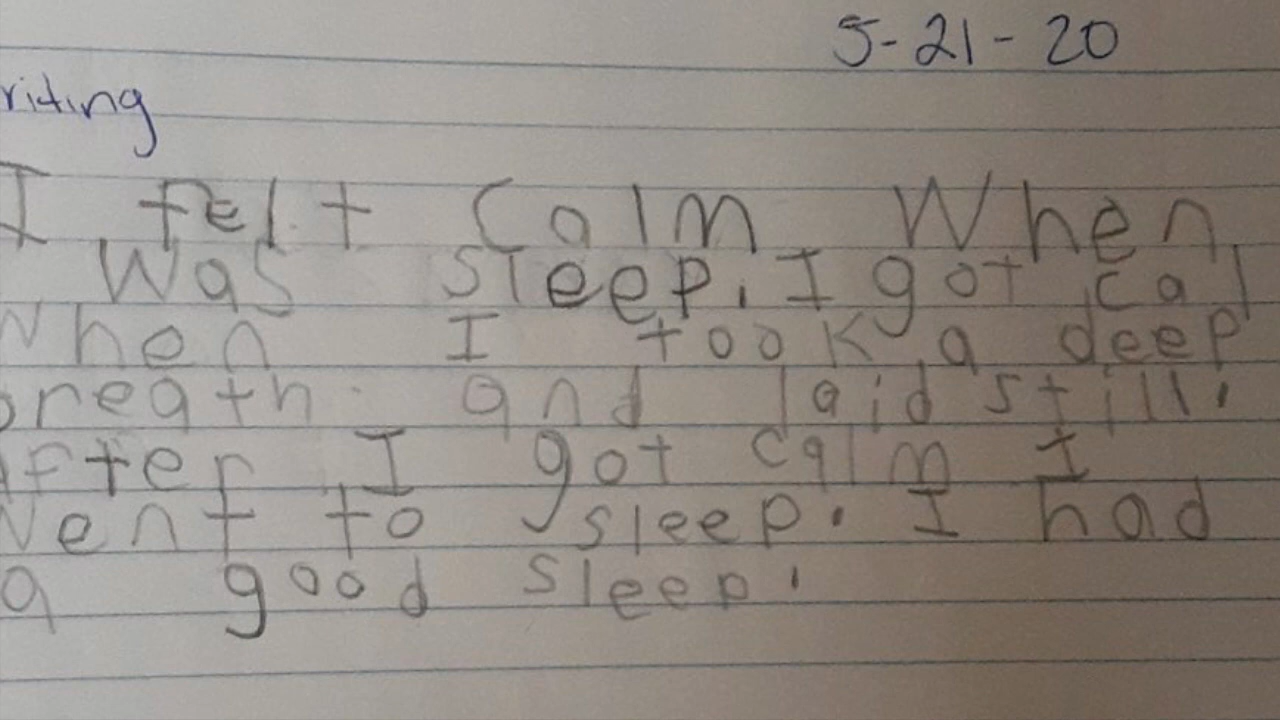 5-21-20
riting
I felt Calm When
Was sleep. I got cal
When I took a deep
breath and laid still.
After I got calm I
Went to sleep. I had
a good sleep.